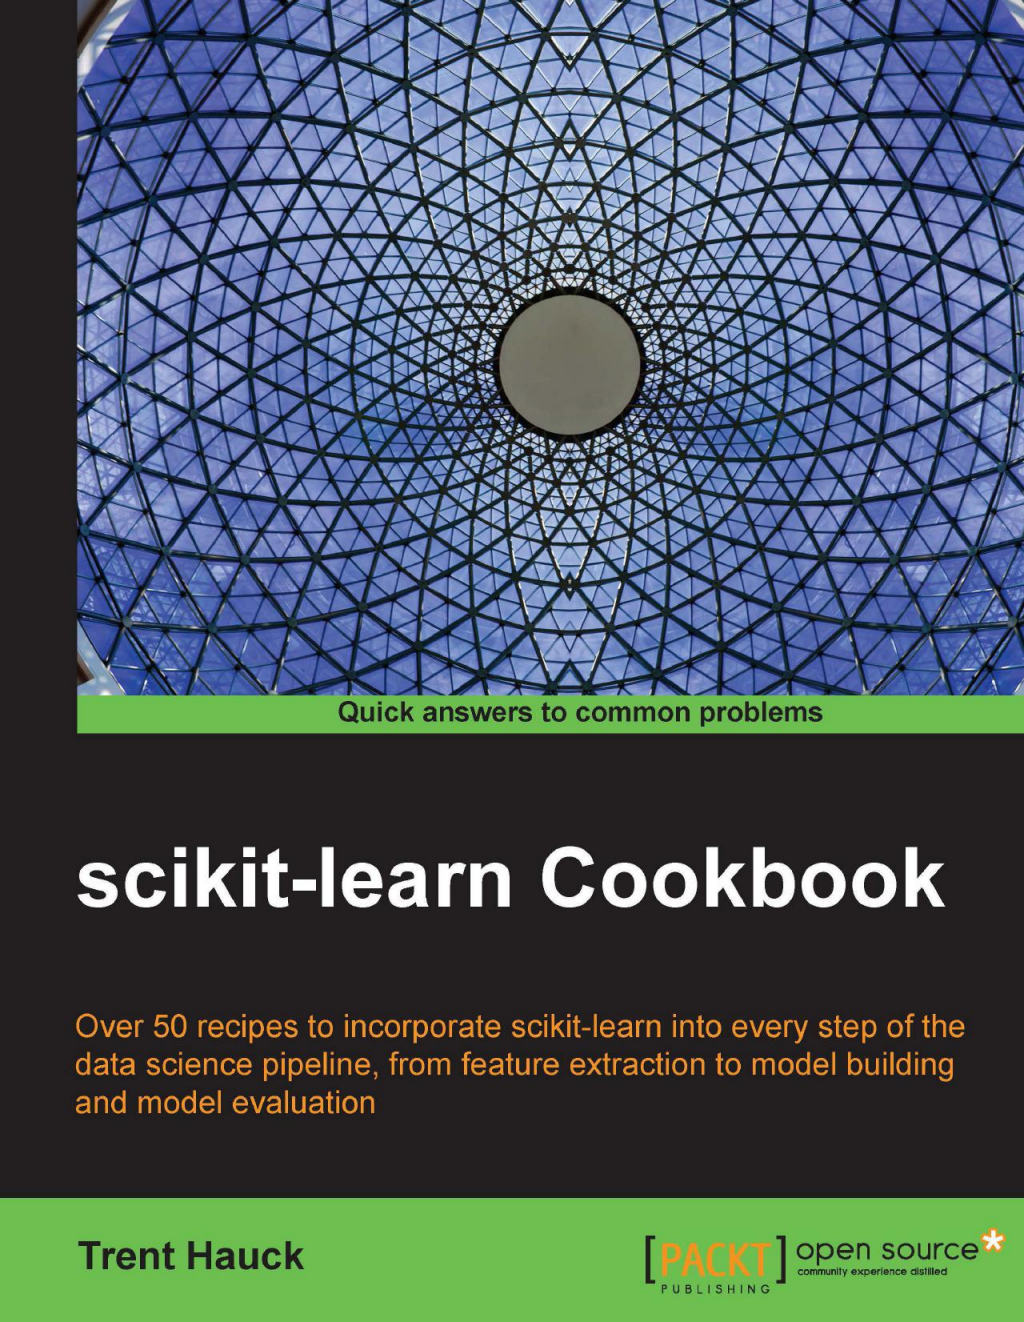 Quick answers to common problems
scikit-learn Cookbook
Over 50 recipes to incorporate scikit-learn into every step of the
data science pipeline, from feature extraction to model building
and model evaluation
Trent Hauck
[PACKT]
PUBLISHING
open source*
community experience distilled